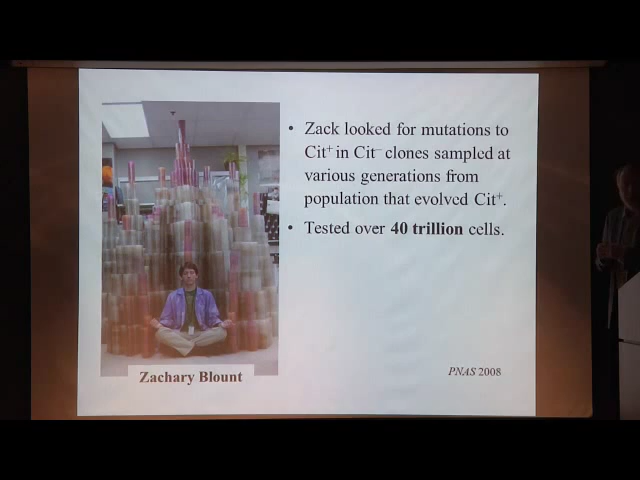 • Zack looked for mutations to
Cit⁺ in Cit⁻ clones sampled at
various generations from
population that evolved Cit⁺.
• Tested over 40 trillion cells.
Zachary Blount
PNAS 2008